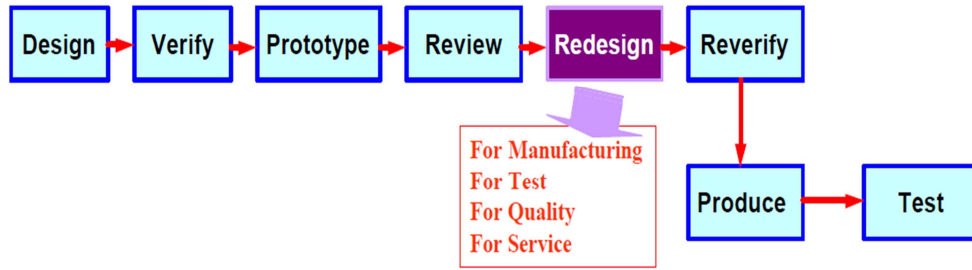 Design
Verify
Prototype
Review
Redesign
Reverify
For Manufacturing
For Test
For Quality
For Service
Produce
Test